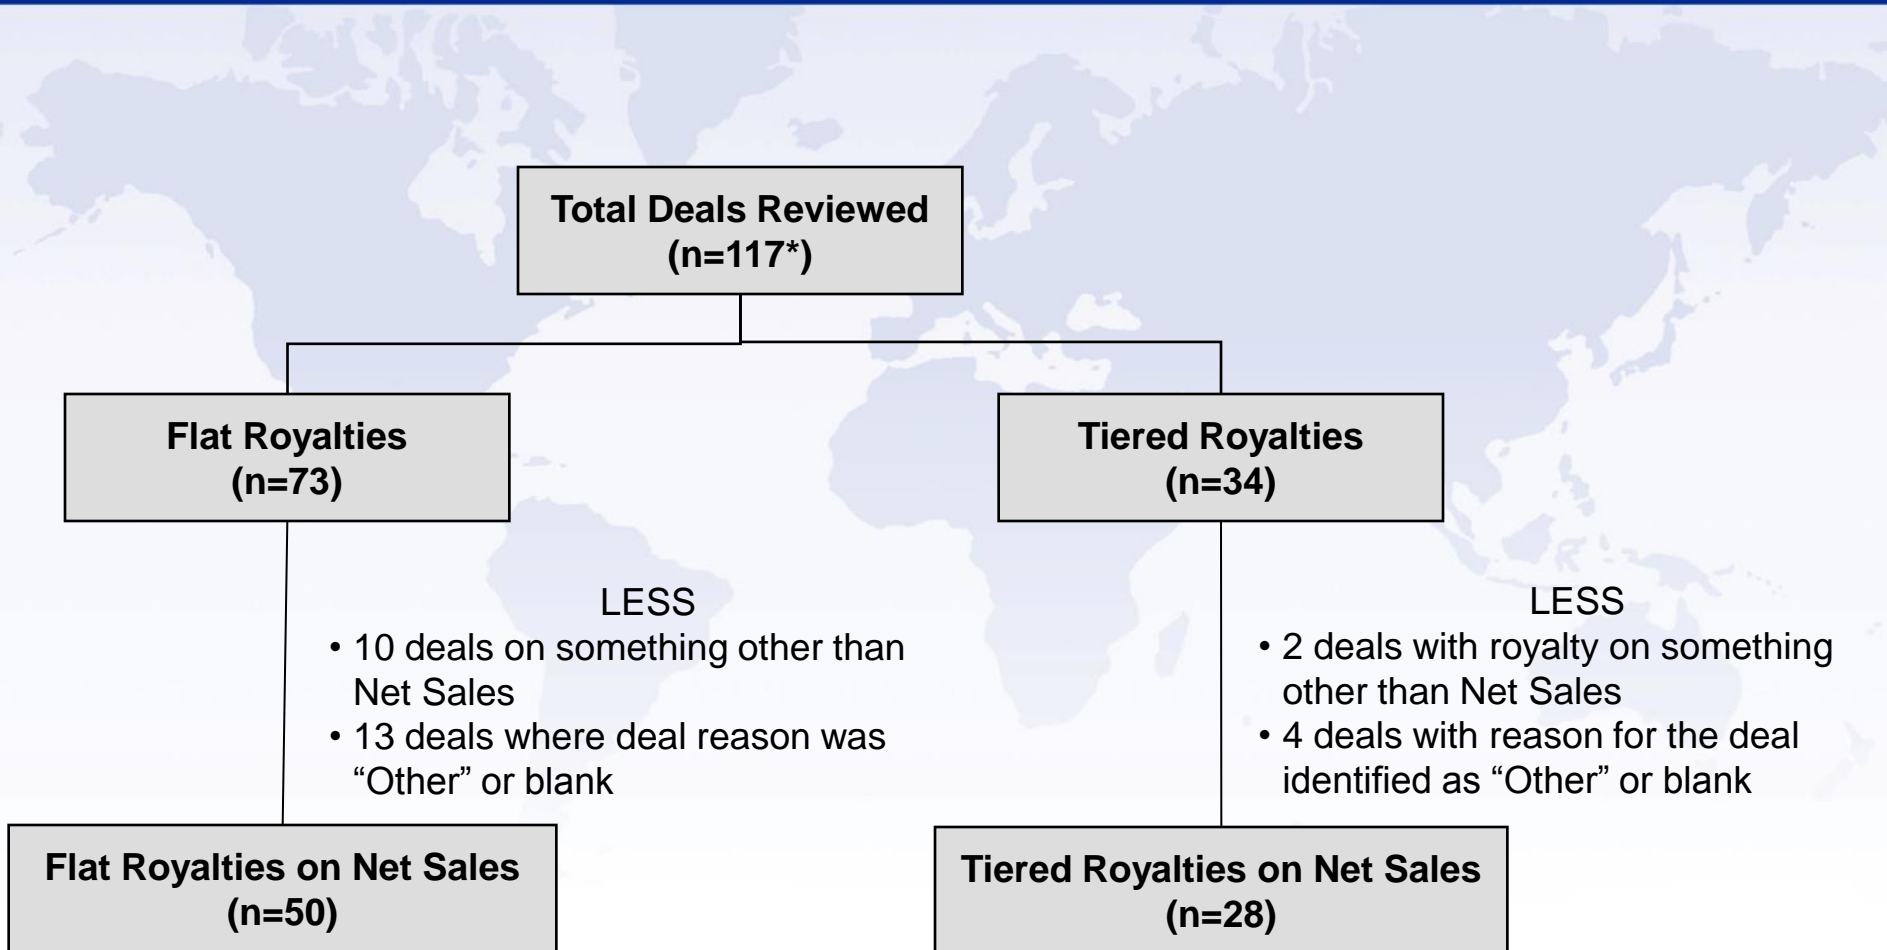 Total Deals Reviewed
(n=117*)
Flat Royalties
(n=73)
Tiered Royalties
(n=34)
LESS
• 10 deals on something other than
Net Sales
• 13 deals where deal reason was
“Other” or blank
LESS
• 2 deals with royalty on something
other than Net Sales
• 4 deals with reason for the deal
identified as “Other” or blank
Flat Royalties on Net Sales
(n=50)
Tiered Royalties on Net Sales
(n=28)